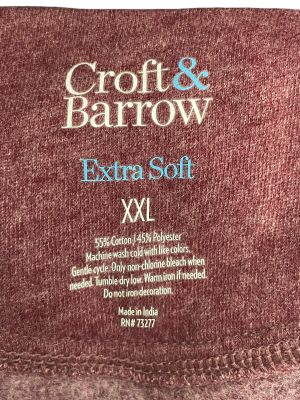 Croft&
Barrow
Extra Soft
XXL
55% Cotton / 45% Polyester
Machine wash cold with like colors.
Gentle cycle. Only non-chlorine bleach when
needed. Tumble dry low. Warm iron if needed.
Do not iron decoration.
Made in India
RN# 73277